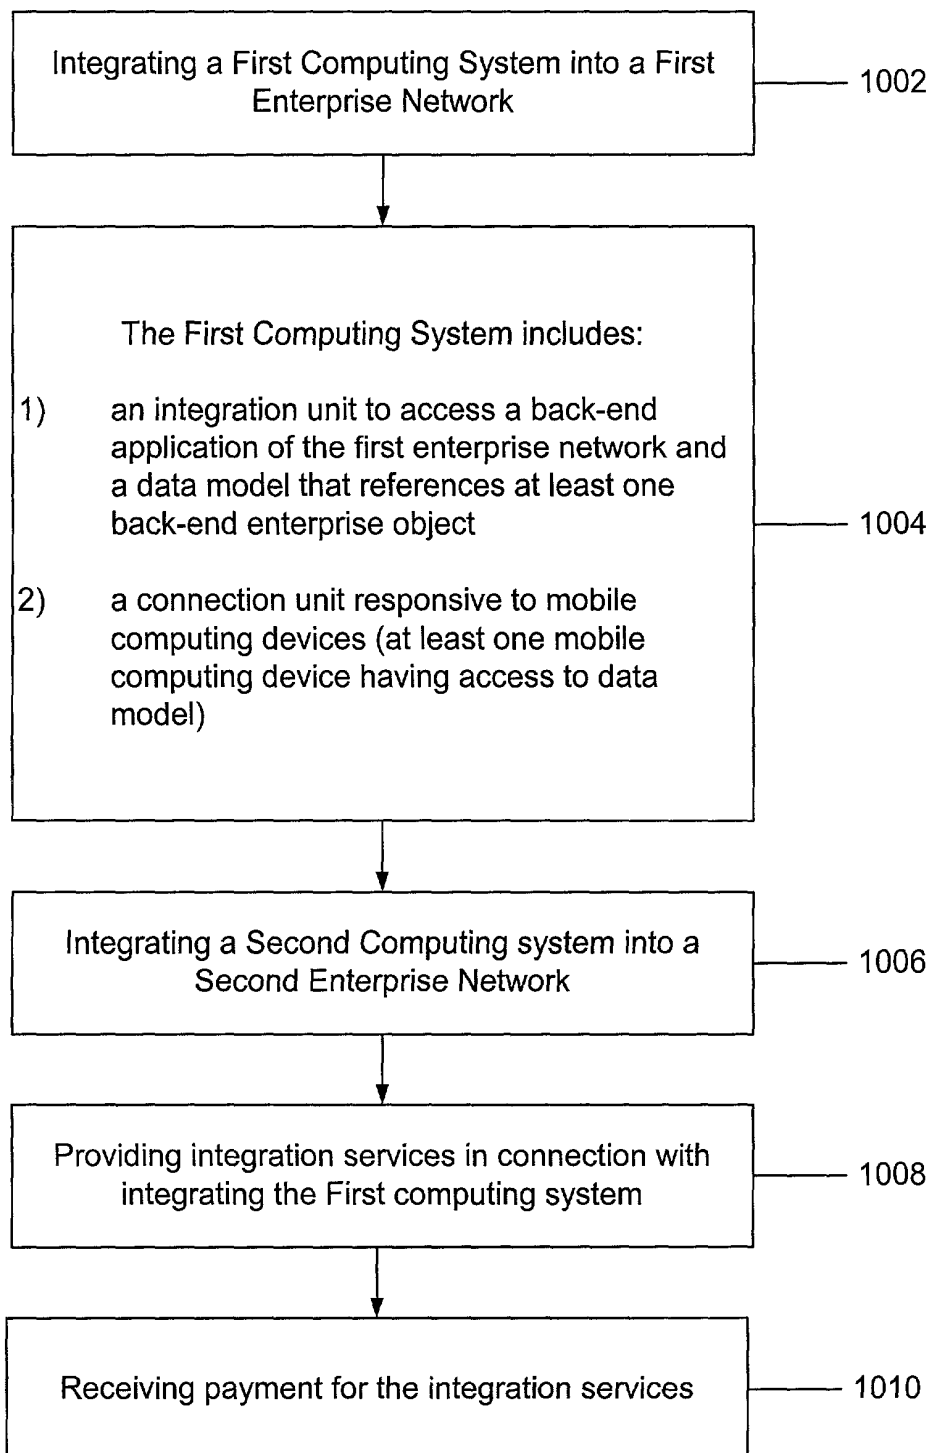 Integrating a First Computing System into a First
Enterprise Network
1002
The First Computing System includes:
1) an integration unit to access a back-end
application of the first enterprise network and
a data model that references at least one
back-end enterprise object
1004
2) a connection unit responsive to mobile
computing devices (at least one mobile
computing device having access to data
model)
Integrating a Second Computing system into a
Second Enterprise Network
1006
Providing integration services in connection with
integrating the First computing system
1008
Receiving payment for the integration services
1010